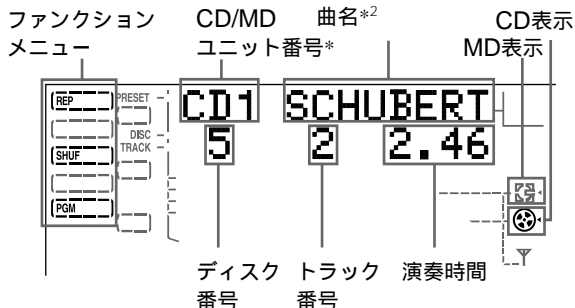 ファンクション
メニュー
CD/MD
ユニット番号*
曲名*2
CD表示
MD表示
REP
PRESET
CD1 SCHUBERT
DISC
TRACK
5 2 2.46
SHUF
PGM
ディスク
番号
トラック
番号
演奏時間